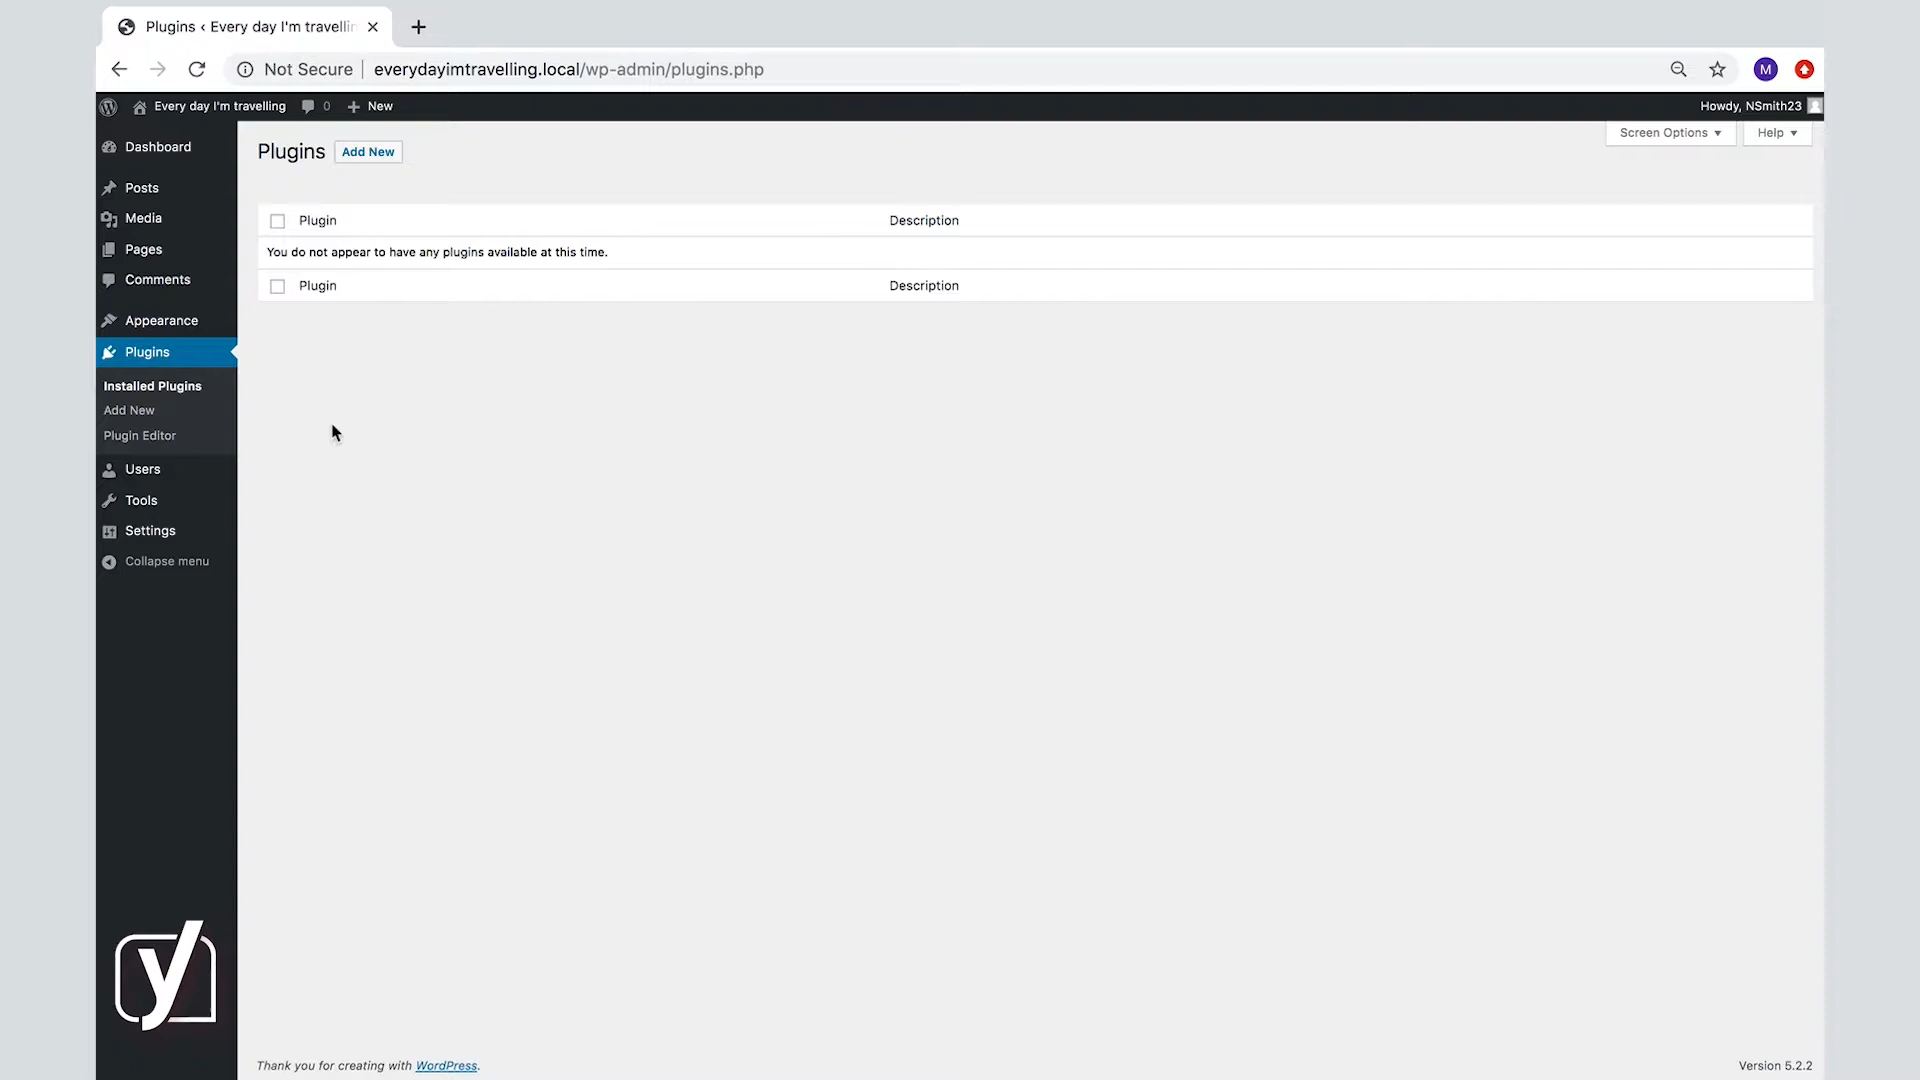 Plugins ‹ Every day I'm travellin
Not Secure | everydayimtravelling.local/wp-admin/plugins.php
M
Every day I'm travelling 0 + New Howdy, NSmith23
Screen Options ▼ Help ▼
Dashboard
Posts
Media
Pages
Comments
Appearance
Plugins
Installed Plugins
Add New
Plugin Editor
Users
Tools
Settings
Collapse menu
Plugins Add New
Plugin Description
You do not appear to have any plugins available at this time.
Plugin Description
y
Thank you for creating with WordPress. Version 5.2.2